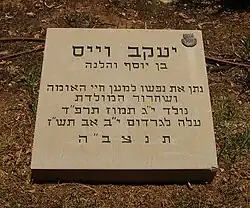 יעקב וייס
בן יוסף והלנה
נתן את נפשו למען חיי האומה
ושחרור המולדת
נולד י"ג תמוז תרפ"ד
עלה לגרדום י"ב אב תש"ז
תנצב"ה